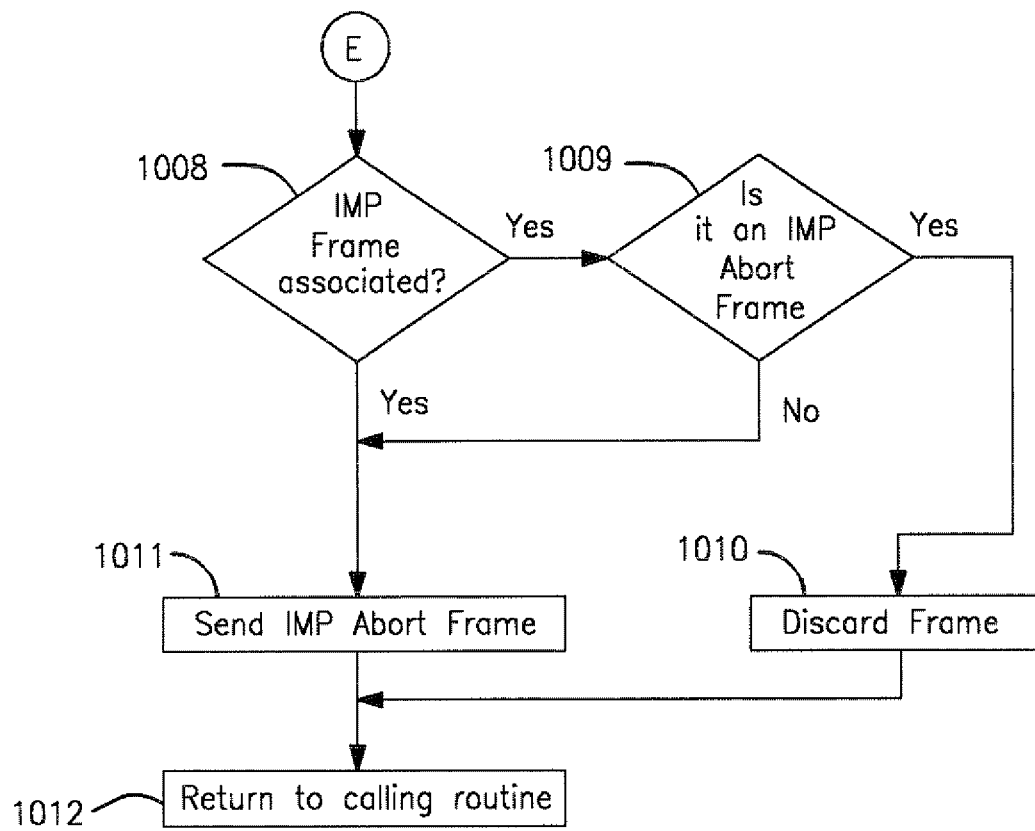 E
1008
IMP
Frame
associated?
Yes
1009
Is
it an IMP
Abort
Frame
Yes
Yes
No
1011
Send IMP Abort Frame
1010
Discard Frame
1012
Return to calling routine